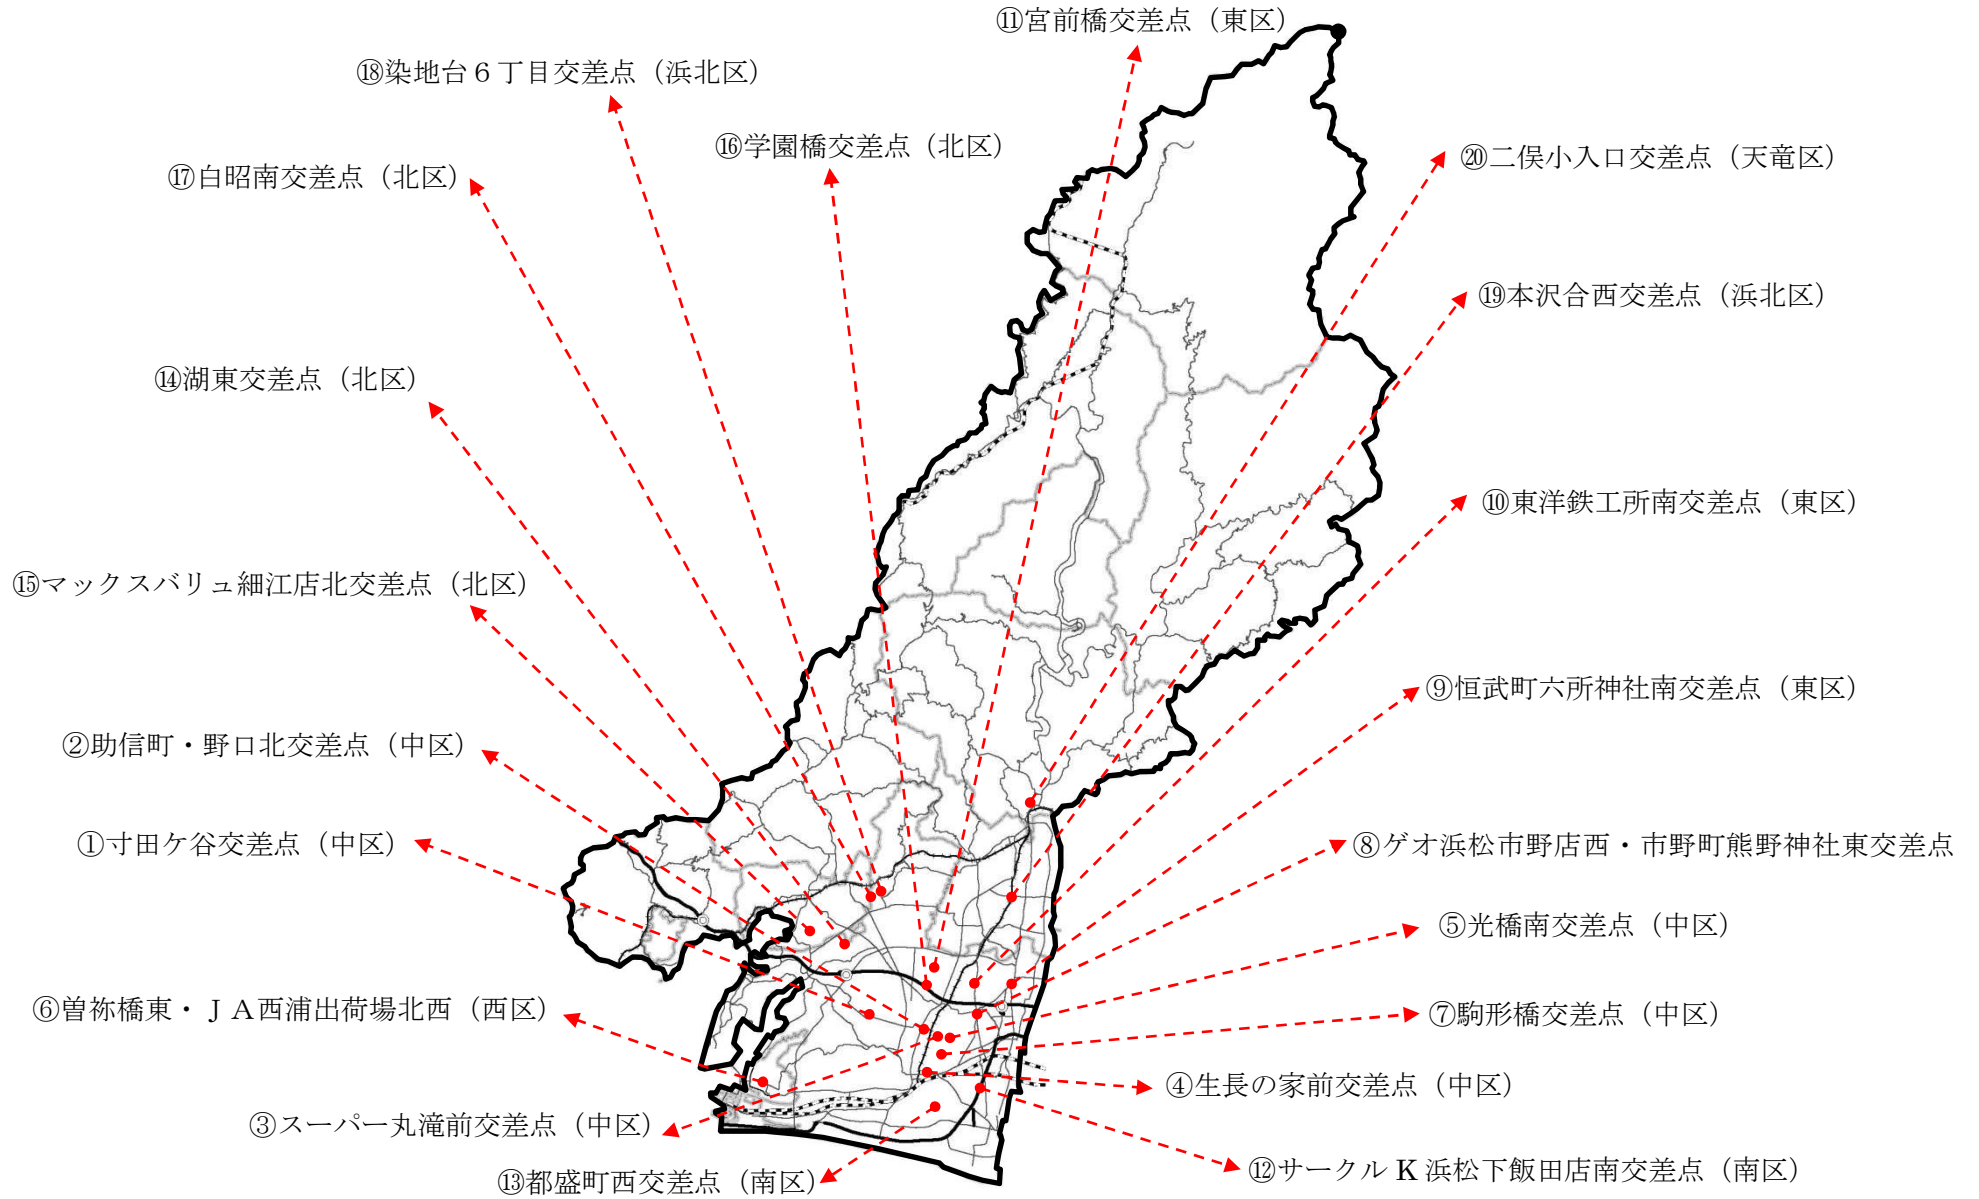 ⑪宮前橋交差点（東区）
⑱染地台６丁目交差点（浜北区）
⑯学園橋交差点（北区）
⑳二俣小入口交差点（天竜区）
⑰白昭南交差点（北区）
⑲本沢合西交差点（浜北区）
⑭湖東交差点（北区）
⑩東洋鉄工所南交差点（東区）
⑮マックスバリュ細江店北交差点（北区）
⑨恒武町六所神社南交差点（東区）
②助信町・野口北交差点（中区）
①寸田ケ谷交差点（中区）
⑧ゲオ浜松市野店西・市野町熊野神社東交差点
⑤光橋南交差点（中区）
⑥曽祢橋東・ＪＡ西浦出荷場北西（西区）
⑦駒形橋交差点（中区）
④生長の家前交差点（中区）
③スーパー丸滝前交差点（中区）
⑫サークル K 浜松下飯田店南交差点（南区）
⑬都盛町西交差点（南区）